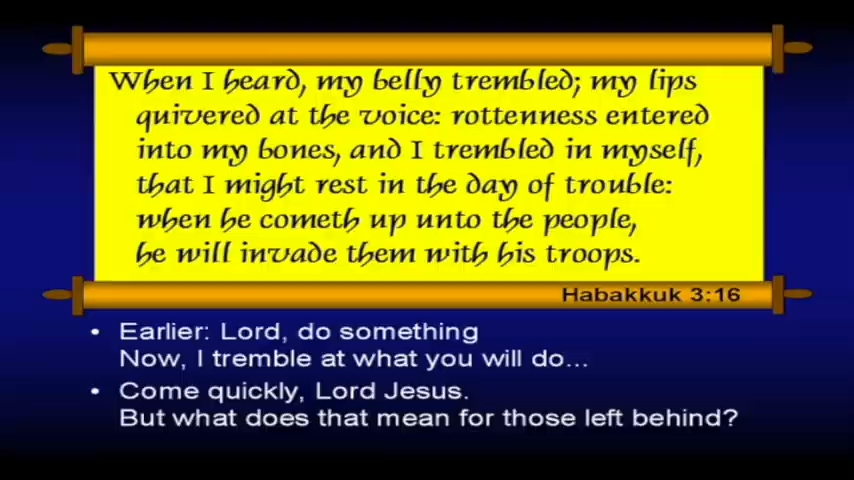 When I heard, my belly trembled; my lips
quivered at the voice: rottenness entered
into my bones, and I trembled in myself,
that I might rest in the day of trouble:
when he cometh up unto the people,
he will invade them with his troops.
Habakkuk 3:16
• Earlier: Lord, do something
Now, I tremble at what you will do...
• Come quickly, Lord Jesus.
But what does that mean for those left behind?